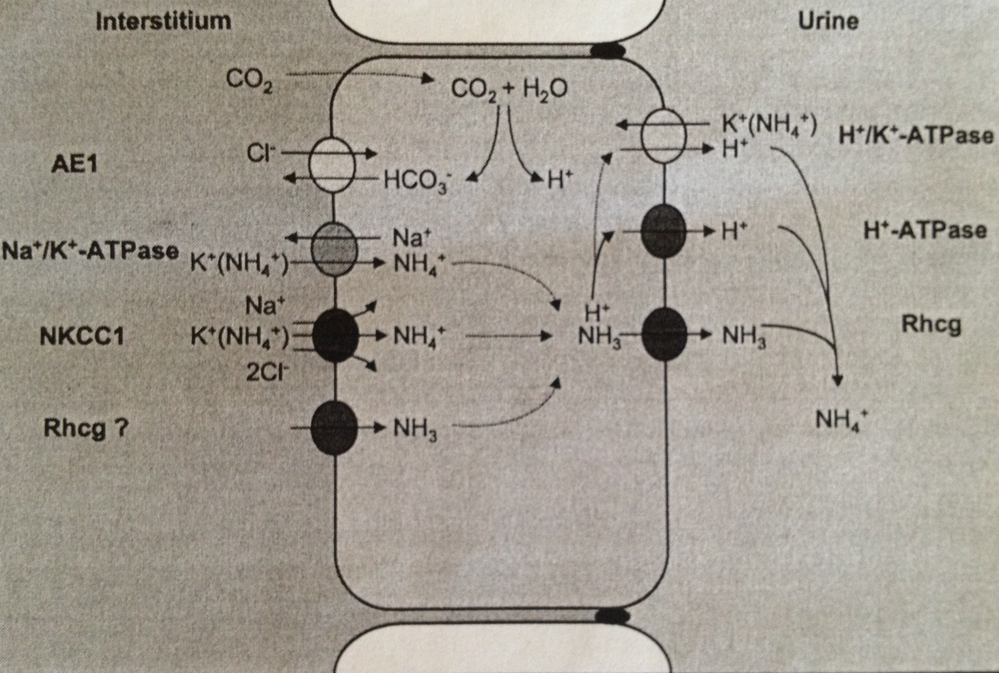 Interstitium
Urine
CO₂
CO₂ + H₂O
K⁺(NH₄⁺)
H⁺/K⁺-ATPase
H⁺
Cl⁻
AE1
HCO₃⁻
H⁺
H⁺
H⁺-ATPase
Na⁺
Na⁺/K⁺-ATPase
K⁺(NH₄⁺)
NH₄⁺
Na⁺
H⁺
Rhcg
NKCC1
K⁺(NH₄⁺)
NH₄⁺
NH₃
NH₃
2Cl⁻
NH₄⁺
Rhcg ?
NH₃